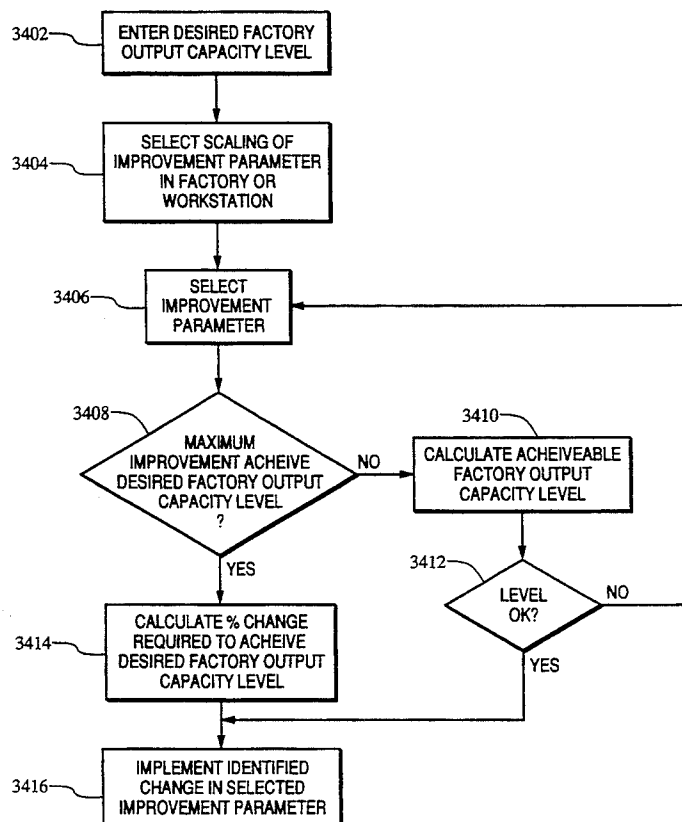 3402
ENTER DESIRED FACTORY
OUTPUT CAPACITY LEVEL
3404
SELECT SCALING OF
IMPROVEMENT PARAMETER
IN FACTORY OR
WORKSTATION
3406
SELECT
IMPROVEMENT
PARAMETER
3408
MAXIMUM
IMPROVEMENT ACHEIVE
DESIRED FACTORY OUTPUT
CAPACITY LEVEL
?
NO
YES
3410
CALCULATE ACHEIVEABLE
FACTORY OUTPUT
CAPACITY LEVEL
3412
LEVEL
OK?
NO
YES
3414
CALCULATE % CHANGE
REQUIRED TO ACHEIVE
DESIRED FACTORY OUTPUT
CAPACITY LEVEL
3416
IMPLEMENT IDENTIFIED
CHANGE IN SELECTED
IMPROVEMENT PARAMETER